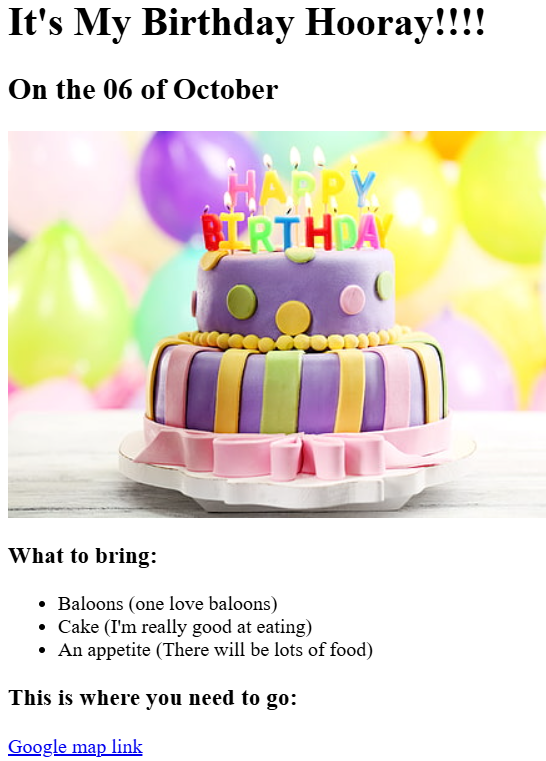 It's My Birthday Hooray!!!!
On the 06 of October
HAPPY
BIRTHDAY
What to bring:
Baloons (one love baloons)
Cake (I'm really good at eating)
An appetite (There will be lots of food)
This is where you need to go:
Google map link